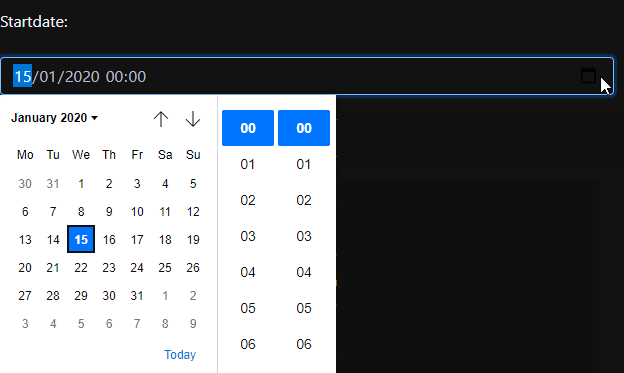 Startdate:
15/01/2020 00:00
January 2020
Mo Tu We Th Fr Sa Su
30 31 1 2 3 4 5
6 7 8 9 10 11 12
13 14 15 16 17 18 19
20 21 22 23 24 25 26
27 28 29 30 31 1 2
3 4 5 6 7 8 9
Today
00 00
01 01
02 02
03 03
04 04
05 05
06 06